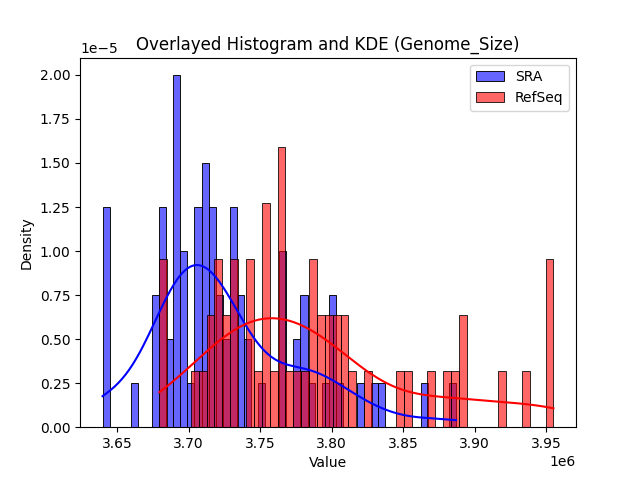 Overlayed Histogram and KDE (Genome_Size)
1e−5
SRA
RefSeq
Density
2.00
1.75
1.50
1.25
1.00
0.75
0.50
0.25
0.00
3.65 3.70 3.75 3.80 3.85 3.90 3.95
1e6
Value